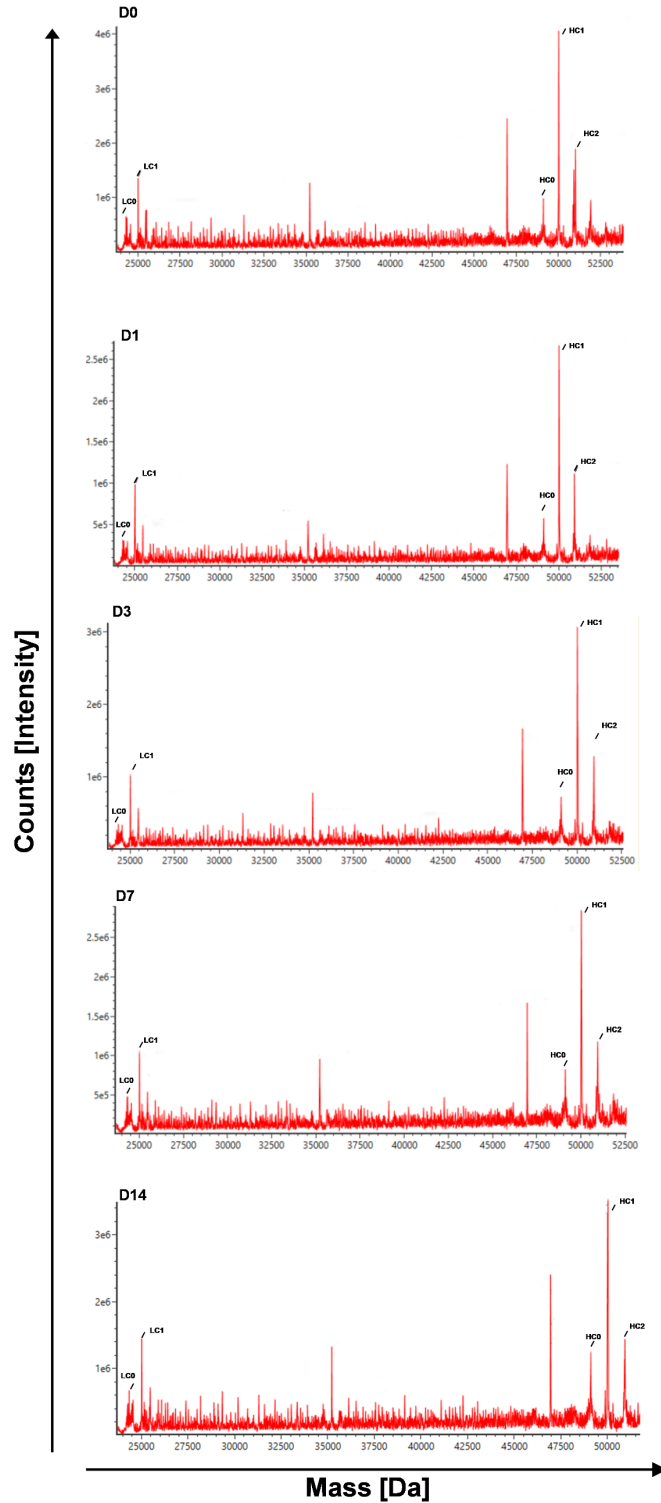 D0
4e6
HC1
3e6
2e6
HC2
LC1
HC0
1e6
LC0
25000 27500 30000 32500 35000 37500 40000 42500 45000 47500 50000 52500
D1
2.5e6
HC1
2e6
1.5e6
LC1
HC2
1e6
HC0
LC0
5e5
25000 27500 30000 32500 35000 37500 40000 42500 45000 47500 50000 52500
D3
3e6
HC1
2e6
HC2
LC1
HC0
1e6
LC0
25000 27500 30000 32500 35000 37500 40000 42500 45000 47500 50000 52500
D7
HC1
2.5e6
2e6
1.5e6
HC2
LC1
HC0
1e6
LC0
5e5
25000 27500 30000 32500 35000 37500 40000 42500 45000 47500 50000 52500
D14
HC1
3e6
2e6
LC1
HC2
HC0
1e6
LC0
25000 27500 30000 32500 35000 37500 40000 42500 45000 47500 50000
Counts [Intensity]
Mass [Da]